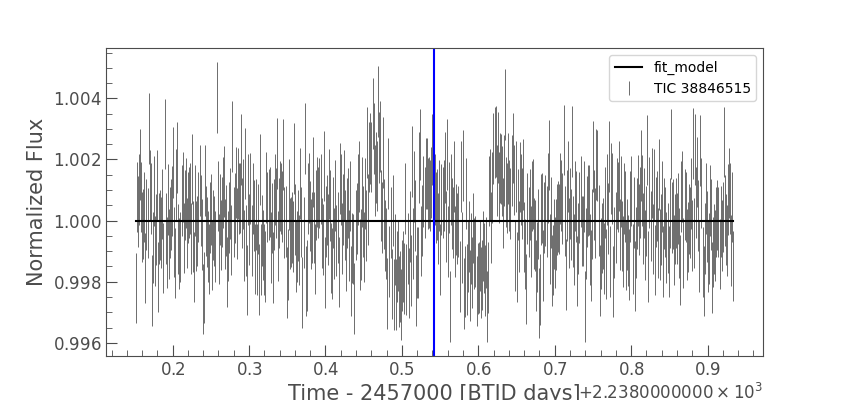 fit_model
TIC 38846515
Normalized Flux
1.004
1.002
1.000
0.998
0.996
0.2 0.3 0.4 0.5 0.6 0.7 0.8 0.9
Time - 2457000 [BTJD days]
+2.2380000000 × 10³